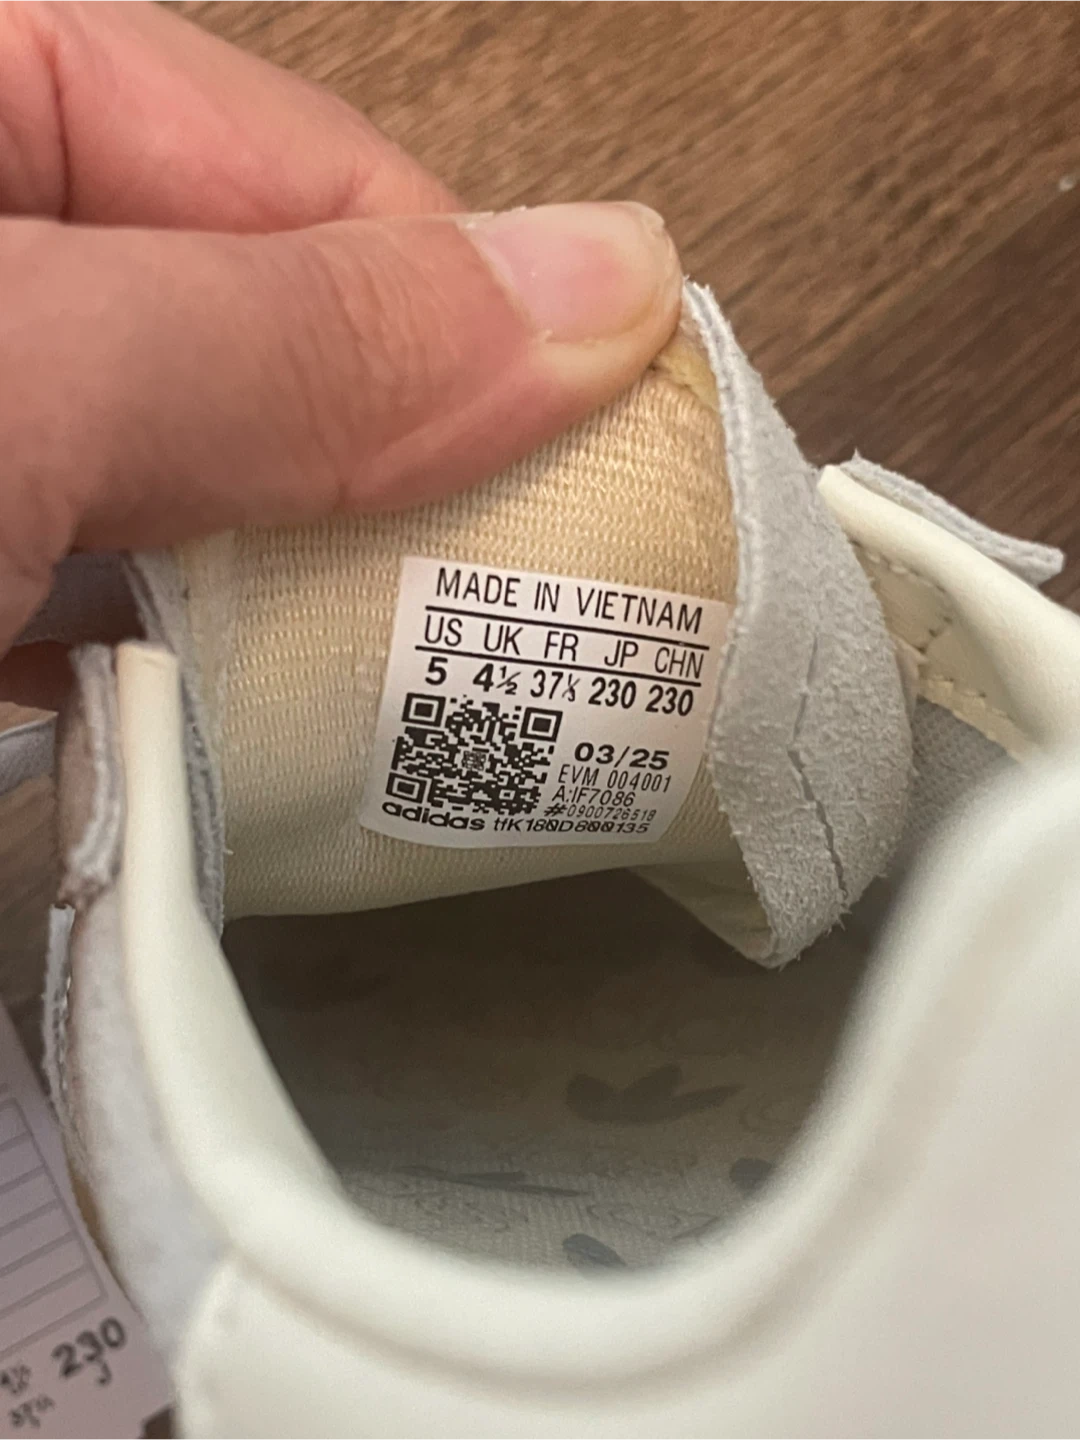 MADE IN VIETNAM
US UK FR JP CHN
5 4½ 37⅓ 230 230
03/25
EVM 004001
A:IF7086
#0900726518
adidas tfK180D800135
230